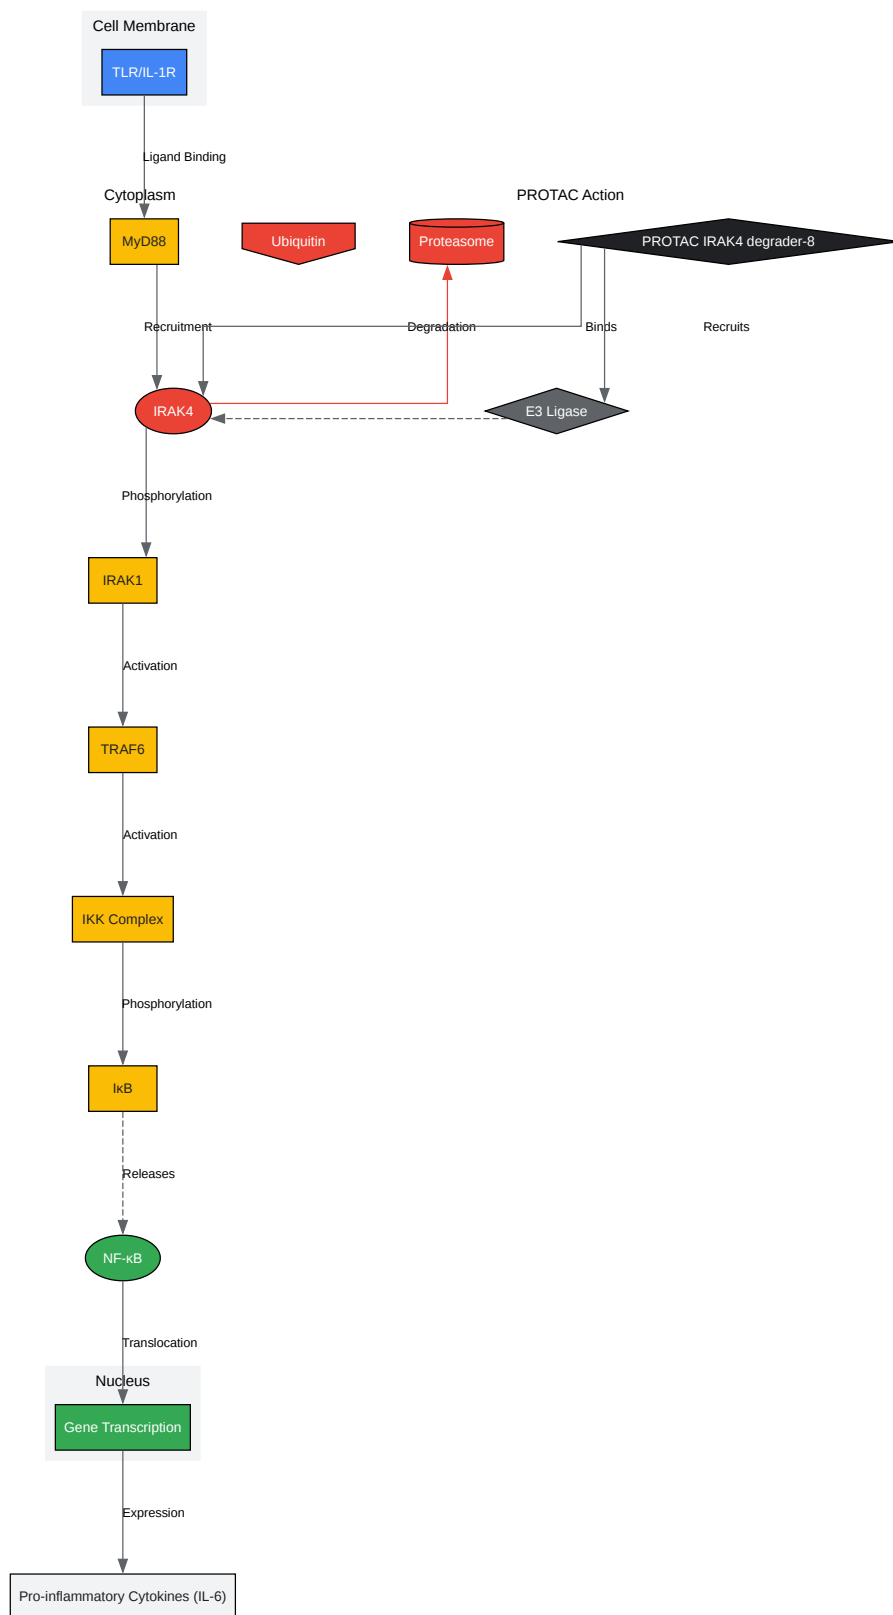 Cell Membrane
TLR/IL-1R
Ligand Binding
Cytoplasm
PROTAC Action
MyD88
Ubiquitin
Proteasome
PROTAC IRAK4 degrader-8
Recruitment
Degradation
Binds
Recruits
IRAK4
E3 Ligase
Phosphorylation
IRAK1
Activation
TRAF6
Activation
IKK Complex
Phosphorylation
IκB
Releases
NF-κB
Translocation
Nucleus
Gene Transcription
Expression
Pro-inflammatory Cytokines (IL-6)